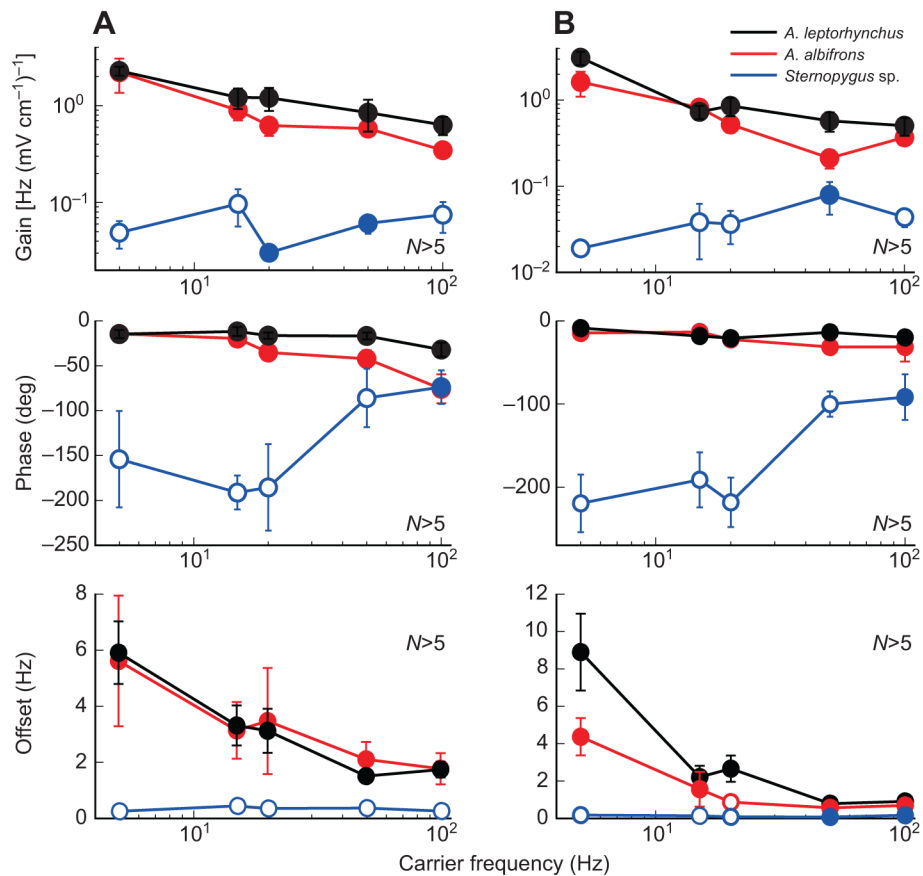 A
B
A. leptorhynchus
A. albifrons
Sternopygus sp.
Gain [Hz (mV cm⁻¹)⁻¹]
10⁰
10⁻¹
N>5
10¹
10²
10⁰
10⁻¹
10⁻²
N>5
10¹
10²
Phase (deg)
0
−50
−100
−150
−200
−250
N>5
10¹
10²
0
−100
−200
N>5
10¹
10²
Offset (Hz)
8
6
4
2
0
N>5
10¹
10²
12
10
8
6
4
2
0
N>5
10¹
10²
Carrier frequency (Hz)